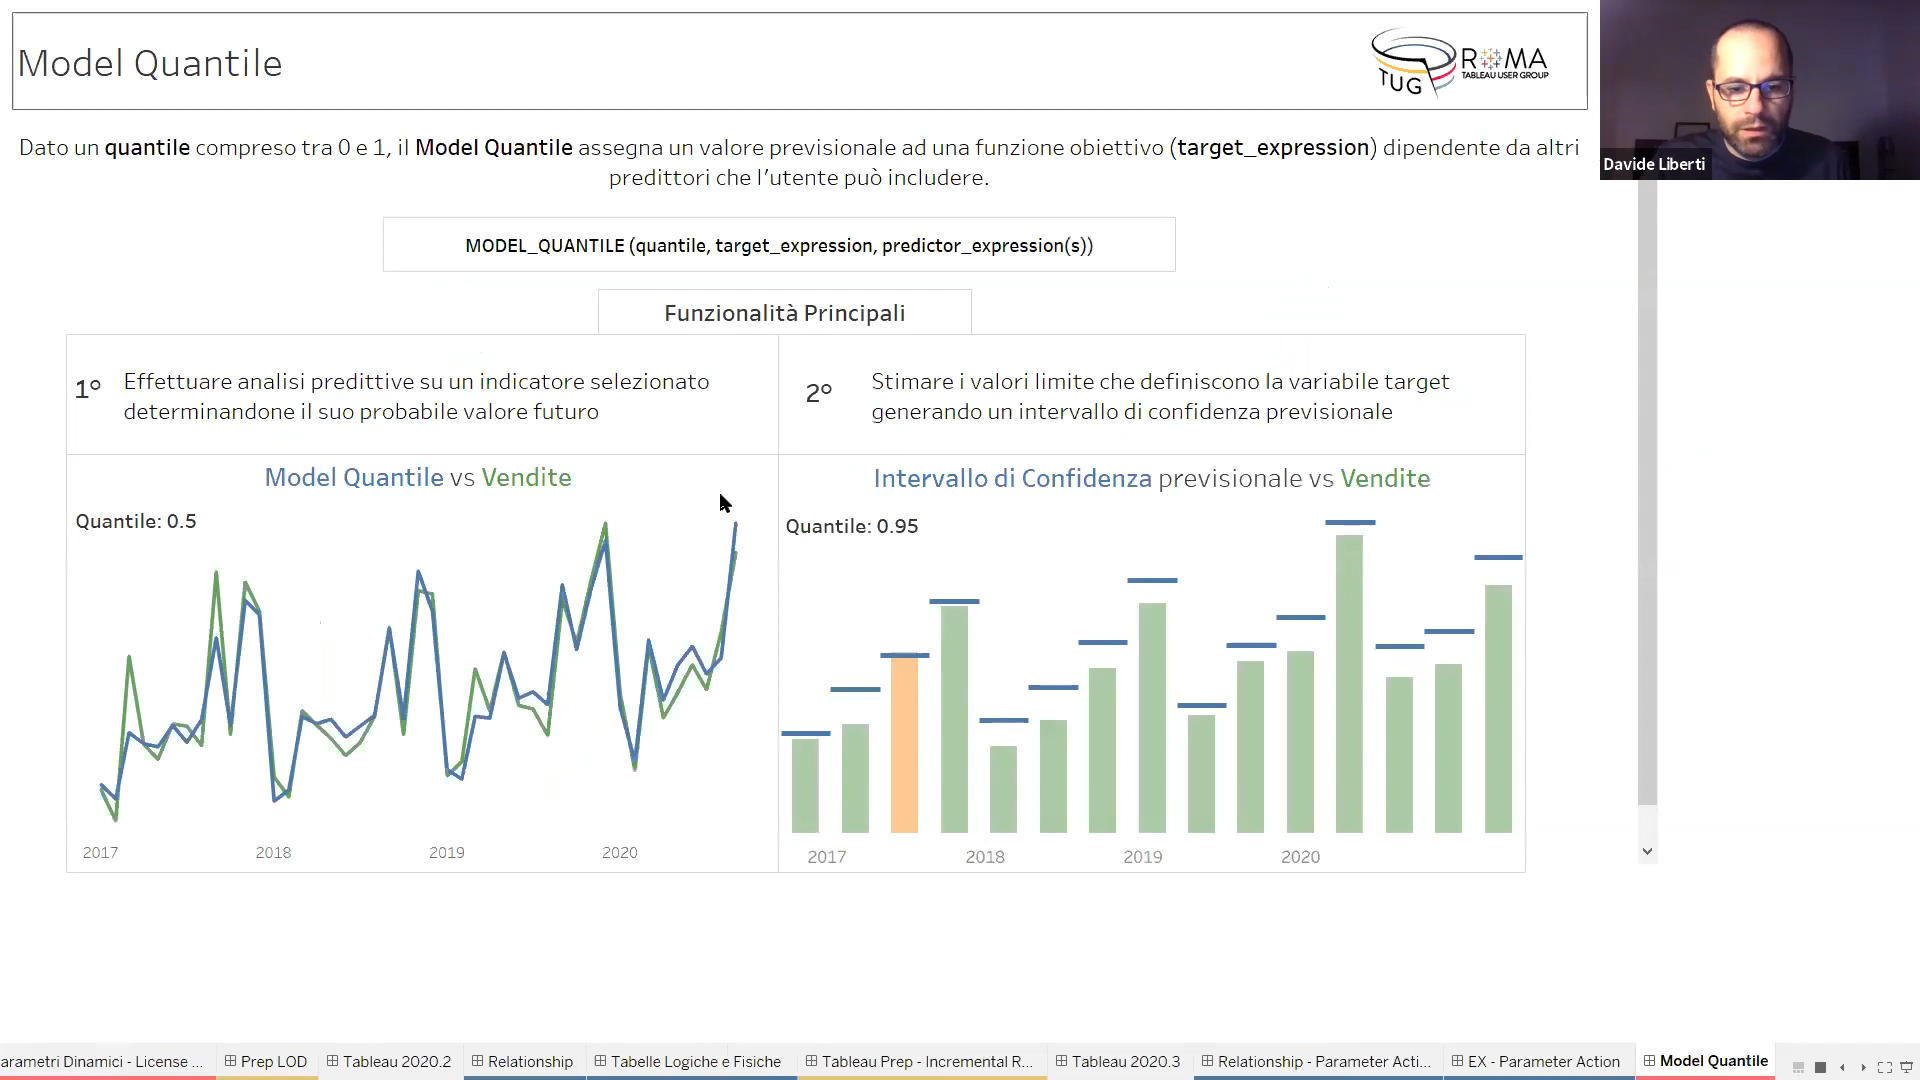 Model Quantile
TUG
ROMA
TABLEAU USER GROUP
Davide Liberti
Dato un quantile compreso tra 0 e 1, il Model Quantile assegna un valore previsionale ad una funzione obiettivo (target_expression) dipendente da altri
predittori che l'utente può includere.
MODEL_QUANTILE (quantile, target_expression, predictor_expression(s))
Funzionalità Principali
1° Effettuare analisi predittive su un indicatore selezionato
determinandone il suo probabile valore futuro
2° Stimare i valori limite che definiscono la variabile target
generando un intervallo di confidenza previsionale
Model Quantile vs Vendite
Quantile: 0.5
2017 2018 2019 2020
Intervallo di Confidenza previsionale vs Vendite
Quantile: 0.95
2017 2018 2019 2020
arametri Dinamici - License ... Prep LOD Tableau 2020.2 Relationship Tabelle Logiche e Fisiche Tableau Prep - Incremental R... Tableau 2020.3 Relationship - Parameter Acti... EX - Parameter Action Model Quantile